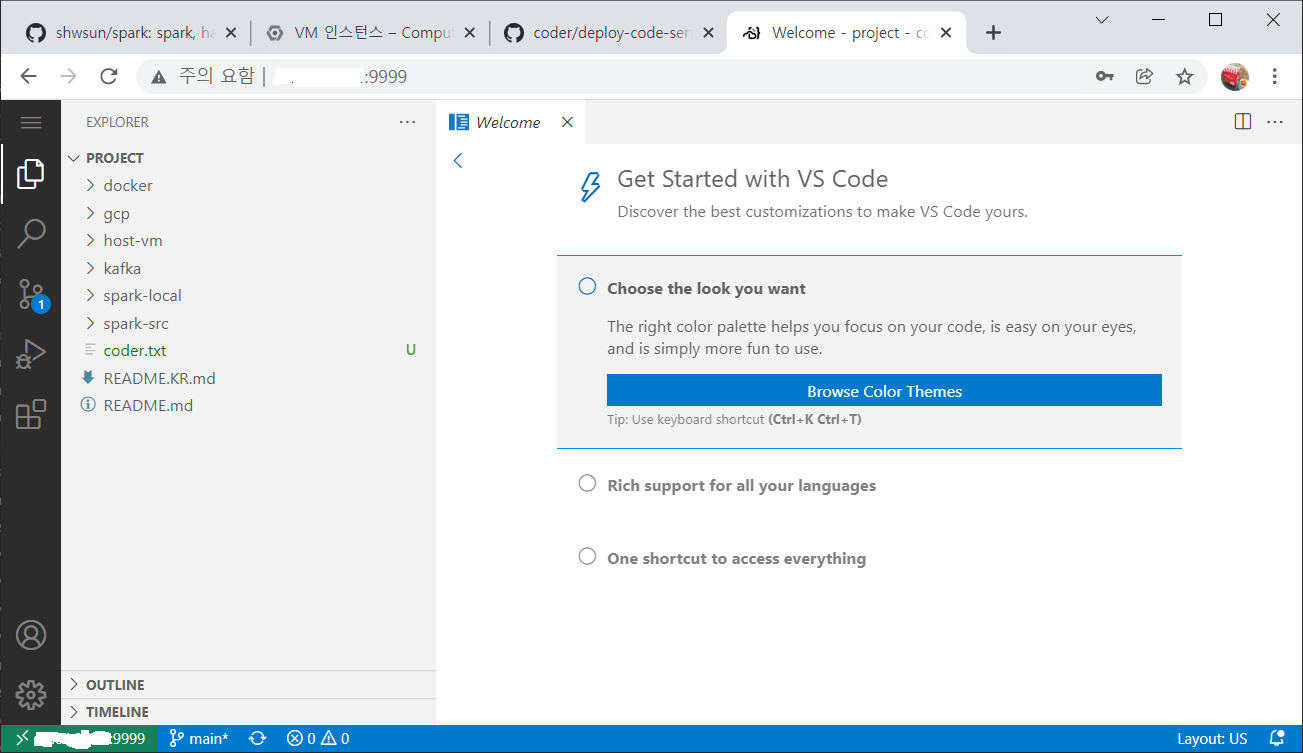 shwsun/spark: spark, ha
VM 인스턴스 – Comput
coder/deploy-code-ser
Welcome - project - co
주의 요함 | :9999
EXPLORER
Welcome
PROJECT
docker
gcp
host-vm
kafka
spark-local
spark-src
coder.txt U
README.KR.md
README.md
Get Started with VS Code
Discover the best customizations to make VS Code yours.
Choose the look you want
The right color palette helps you focus on your code, is easy on your eyes,
and is simply more fun to use.
Browse Color Themes
Tip: Use keyboard shortcut (Ctrl+K Ctrl+T)
Rich support for all your languages
One shortcut to access everything
1
OUTLINE
TIMELINE
:9999 main* 0 0 Layout: US